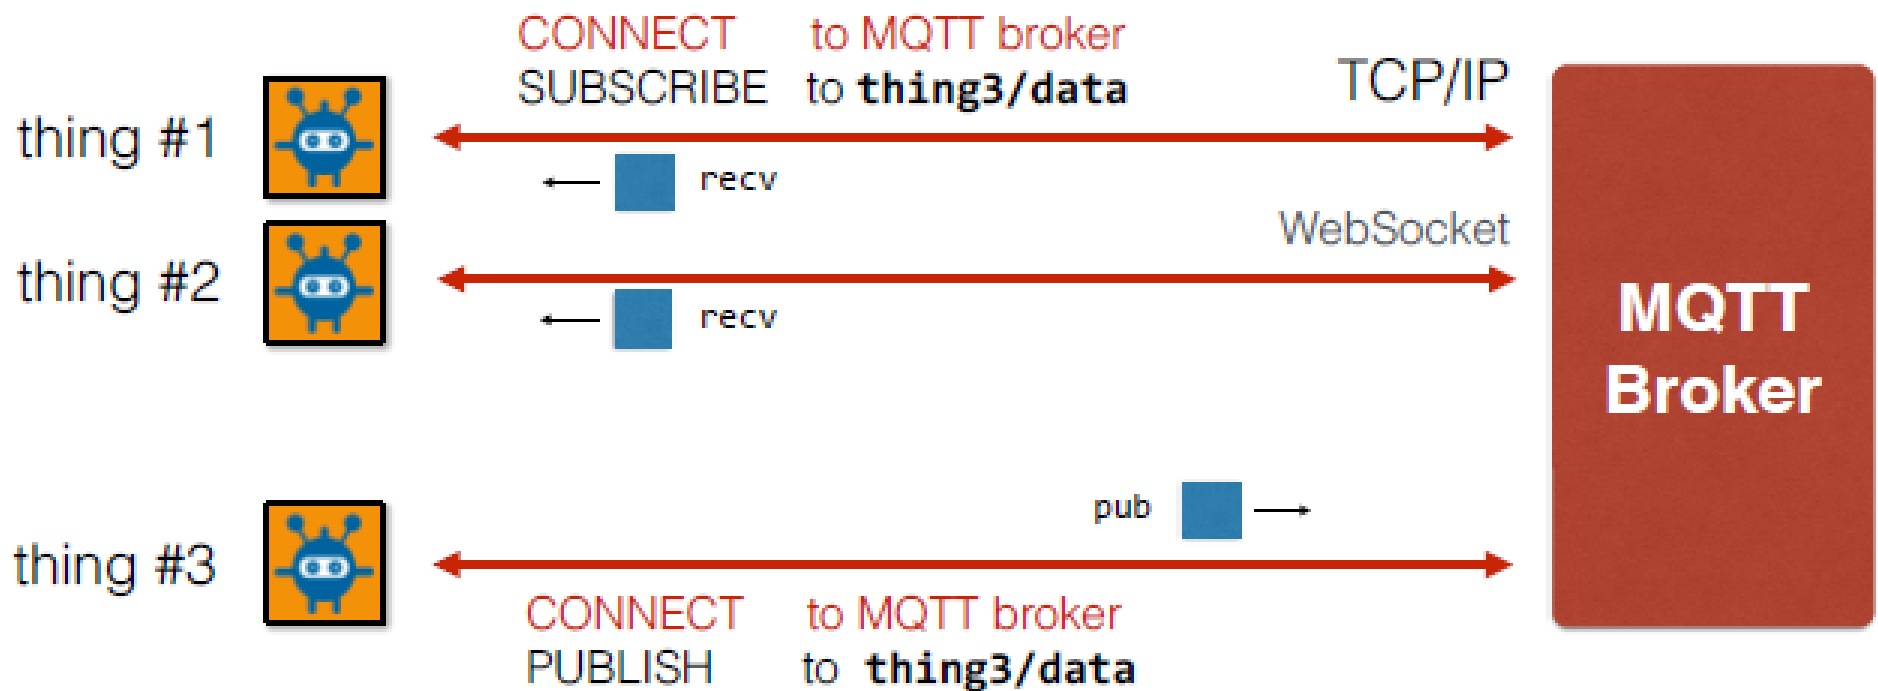 CONNECT to MQTT broker
SUBSCRIBE to thing3/data
TCP/IP
thing #1
recv
WebSocket
thing #2
recv
MQTT
Broker
pub
thing #3
CONNECT to MQTT broker
PUBLISH to thing3/data